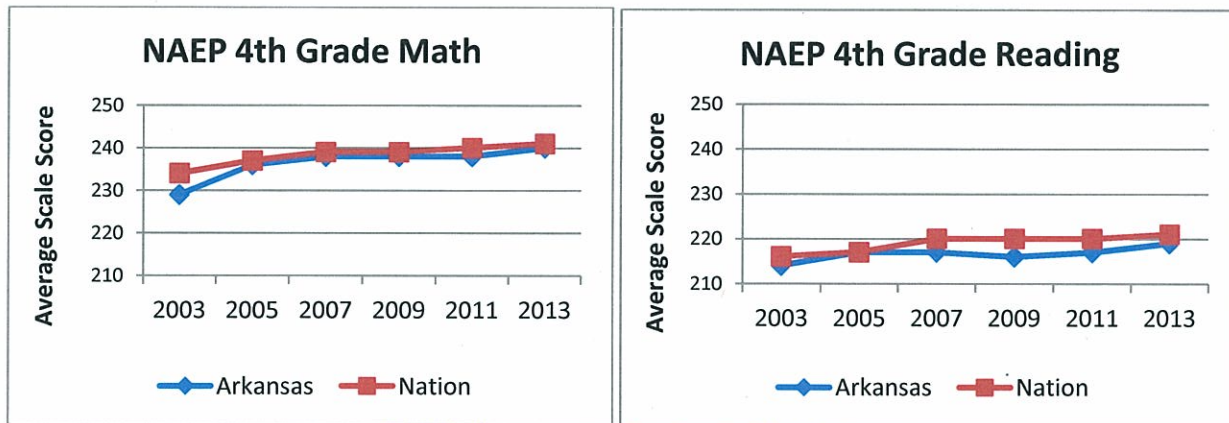 NAEP 4th Grade Math
Average Scale Score
250
240
230
220
210
2003 2005 2007 2009 2011 2013
Arkansas Nation
NAEP 4th Grade Reading
Average Scale Score
250
240
230
220
210
2003 2005 2007 2009 2011 2013
Arkansas Nation